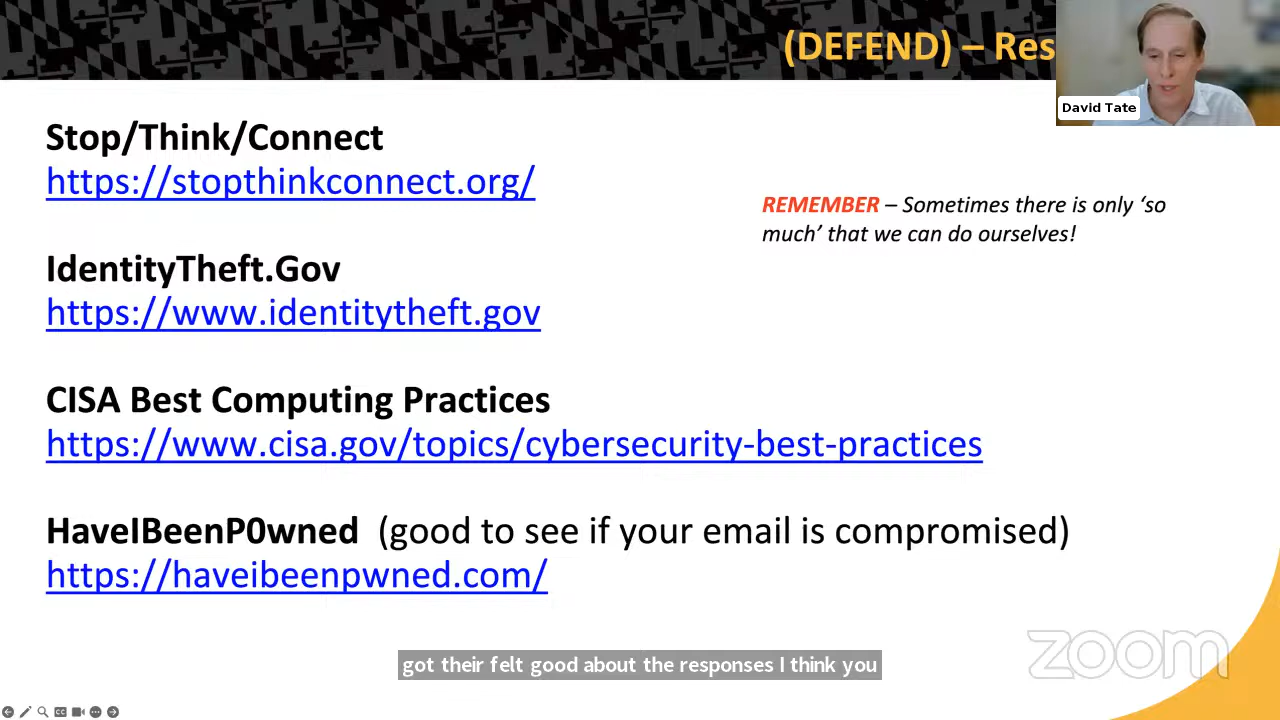 (DEFEND) – Res
David Tate
Stop/Think/Connect
https://stopthinkconnect.org/
REMEMBER – Sometimes there is only ‘so
much’ that we can do ourselves!
IdentityTheft.Gov
https://www.identitytheft.gov
CISA Best Computing Practices
https://www.cisa.gov/topics/cybersecurity-best-practices
HaveIBeenP0wned (good to see if your email is compromised)
https://haveibeenpwned.com/
zoom
got their felt good about the responses I think you